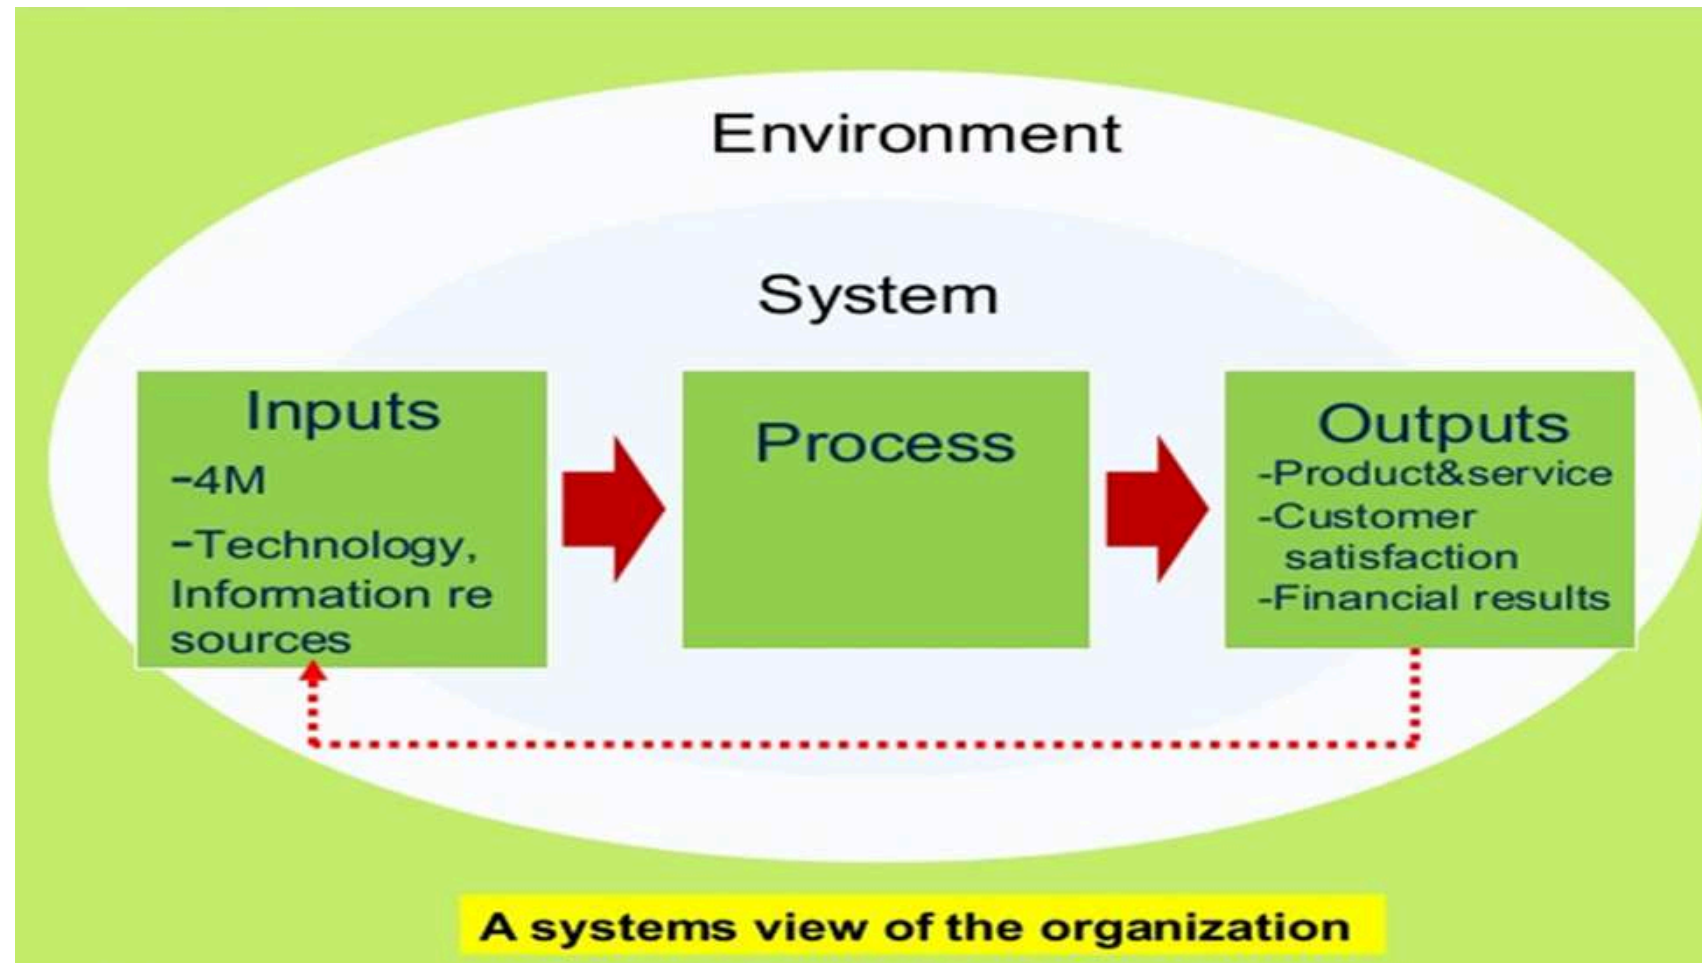 Environment
System
Inputs
-4M
-Technology,
Information re
sources
Process
Outputs
-Product&service
-Customer
satisfaction
-Financial results
A systems view of the organization